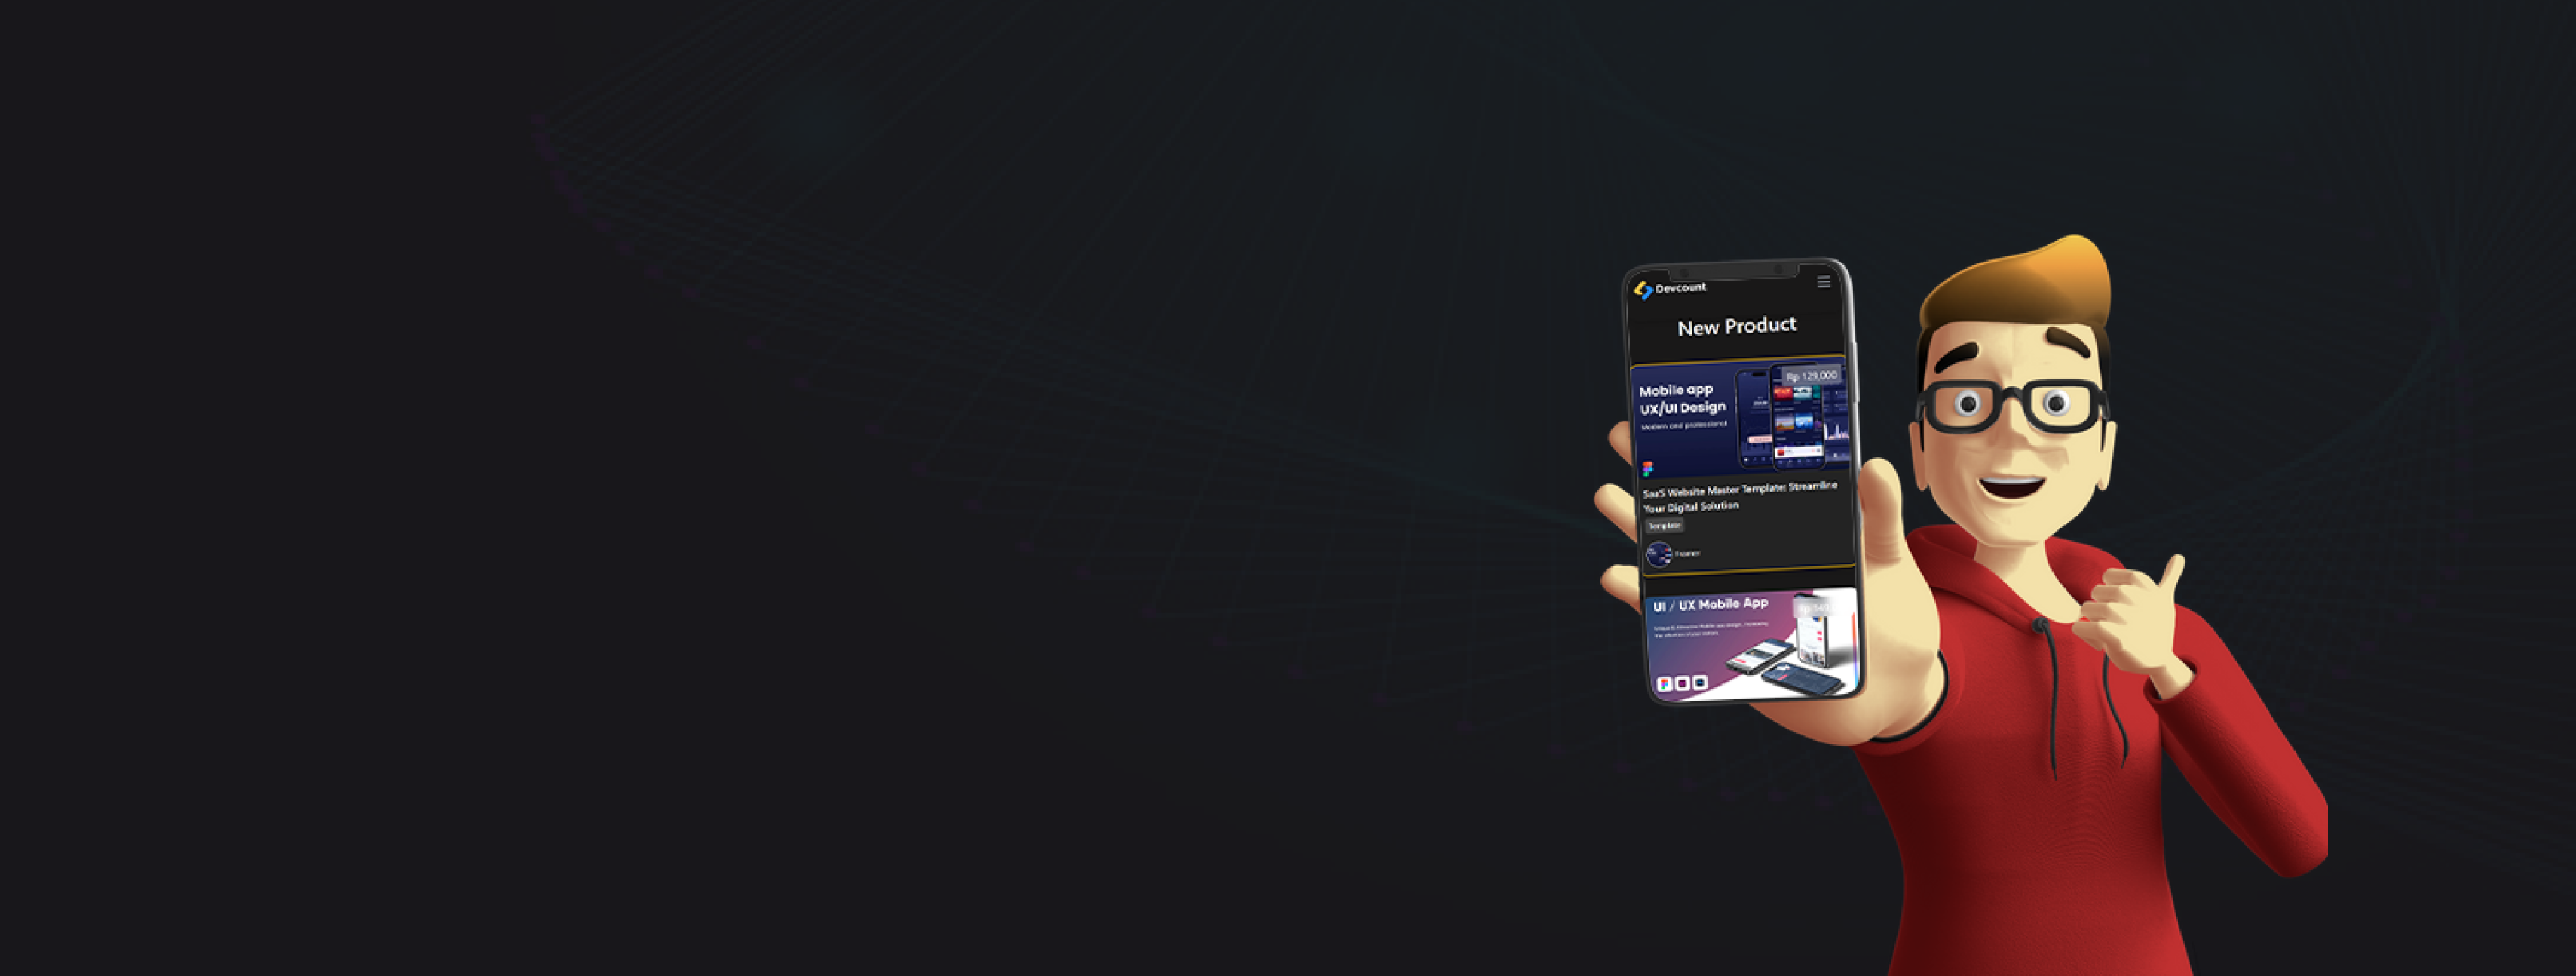 Devcount
New Product
Rp 129,000
Mobile app
UX/UI Design
Modern and professional
SaaS Website Master Template: Streamline
Your Digital Solution
Template
Framer
UI / UX Mobile App